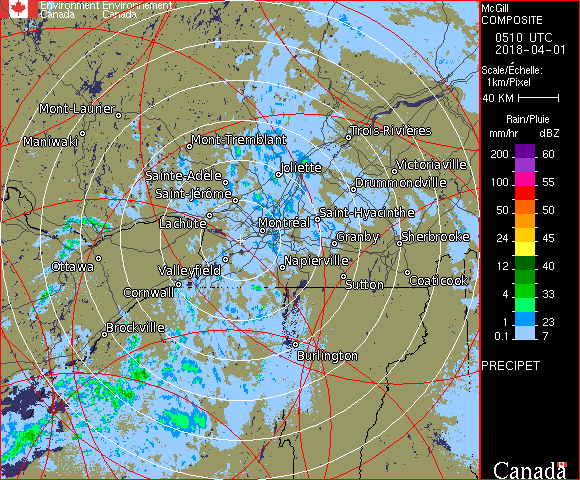 Environment Environnement
Canada Canada
McGill
COMPOSITE
0510 UTC
2018-04-01
Scale/Échelle:
1km/Pixel
40 KM
Rain/Pluie
mm/hr dBZ
200 60
100 55
50 50
24 45
12 40
4 33
1 23
0.1 7
PRECIPET
Canada
Mont-Laurier
Maniwaki
Mont-Tremblant
Trois-Rivières
Joliette
Victoriaville
Sainte-Adèle
Drummondville
Saint-Jérôme
Lachute
Saint-Hyacinthe
Montréal
Granby
Sherbrooke
Ottawa
Valleyfield
Napierville
Cornwall
Sutton
Coaticook
Brockville
Burlington